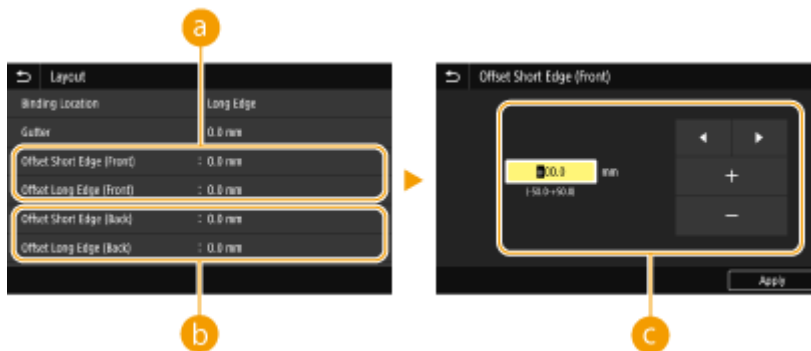 a
Layout
Binding Location Long Edge
Gutter 0.0 mm
Offset Short Edge (Front) : 0.0 mm
Offset Long Edge (Front) : 0.0 mm
Offset Short Edge (Back) : 0.0 mm
Offset Long Edge (Back) : 0.0 mm
b
Offset Short Edge (Front)
+00.0 mm
(-50.0-+50.0)
+
−
Apply
c